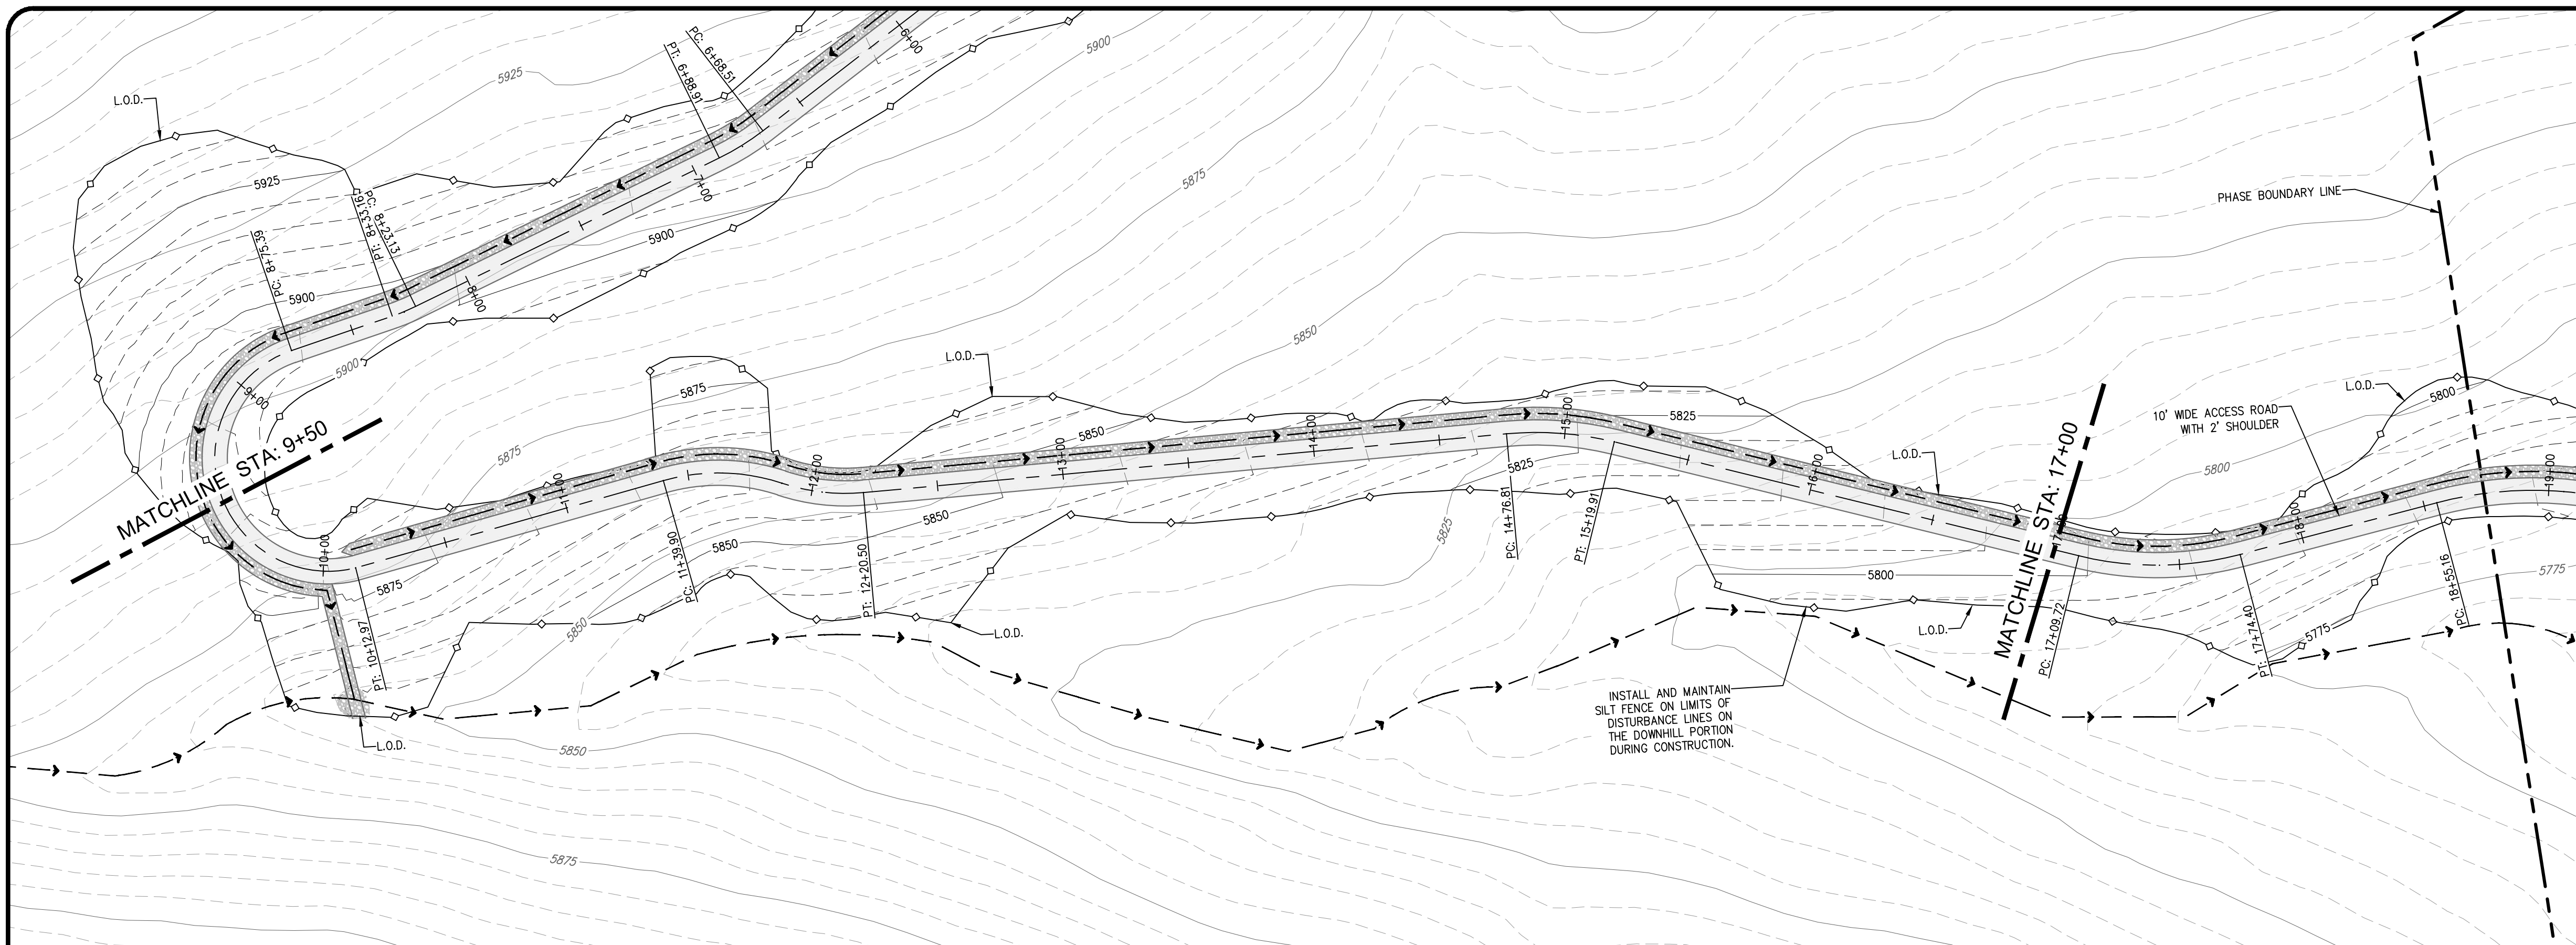 6+00
PC: 6+68.51
PT: 6+88.91
5900
5925
L.O.D.
5925
7+00
5900
PC: 8+23.13
PT: 8+33.16
PC: 8+75.39
5900
8+00
5900
9+00
MATCHLINE STA: 9+50
5875
10+00
5875
PT: 10+12.97
L.O.D.
5850
5875
5850
11+00
5875
PC: 11+39.90
5850
12+00
PT: 12+20.50
5850
L.O.D.
L.O.D.
5850
13+00
5875
5850
14+00
5825
PC: 14+76.81
5825
15+00
PT: 15+19.91
5825
16+00
L.O.D.
5800
INSTALL AND MAINTAIN
SILT FENCE ON LIMITS OF
DISTURBANCE LINES ON
THE DOWNHILL PORTION
DURING CONSTRUCTION.
L.O.D.
MATCHLINE STA: 17+00
PC: 17+09.72
PT: 17+74.40
5775
18+00
5800
10' WIDE ACCESS ROAD
WITH 2' SHOULDER
L.O.D.
5800
PHASE BOUNDARY LINE
PC: 18+55.16
19+00
5775